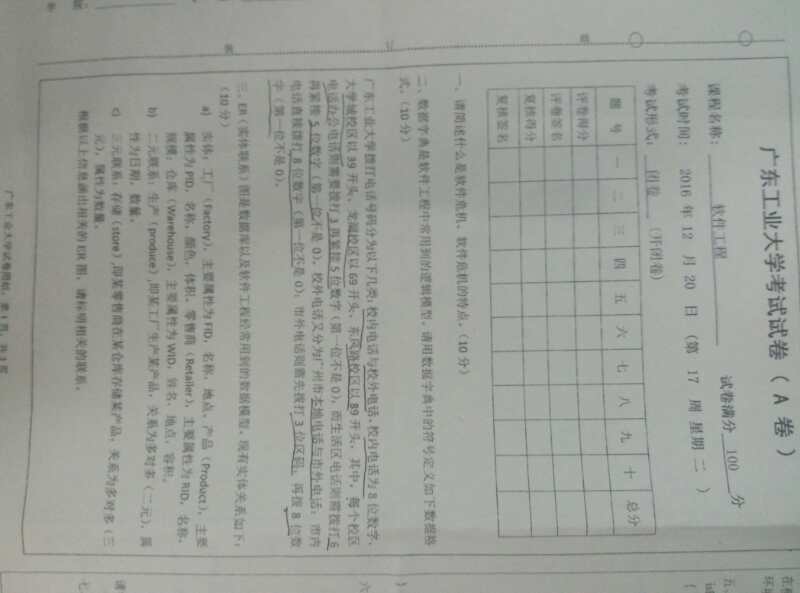 广东工业大学考试试卷 ( A 卷 )
课程名称: 软件工程 试卷满分 100 分
考试时间: 2016 年 12 月 20 日 (第 17 周 星期 二 )
考试形式: 闭卷 (开闭卷)
题 号 一 二 三 四 五 六 七 八 九 十 总分
评卷得分
评卷签名
复核得分
复核签名
一、请简述什么是软件危机、软件危机的特点。(10 分)
二、数据字典是软件工程中常用到的逻辑模型。请用数据字典中的符号定义如下数据格
式。(10 分)
广东工业大学拨打电话号码分为以下几类: 校内电话与校外电话。校内电话为 8 位数字,
大学城校区以 39 开头、龙洞校区以 69 开头、东风路校区以 89 开头, 其中, 每个校区
电话办公电话则需要拨打 3 再紧接 5 位数字 (第一位不是 0), 而生活区电话则需拨打 6
再紧接 5 位数字 (第一位不是 0)。校外电话又分为广州市本地电话与市外电话: 市内
电话直接拨打 8 位数字 (第一位不是 0); 市外电话则需先拨打 3 位区码, 再拨 8 位数
字 (第一位不是 0)。
三、ER (实体联系) 图是数据库以及软件工程经常用到的数据模型。现有实体关系如下:
(10 分)
a) 实体: 工厂 (Factory), 主要属性为 FID, 名称, 地点。产品 (Product), 主要
属性为 PID, 名称, 颜色, 体积。零售商 (Retailer), 主要属性为 RID, 名称,
规模; 仓库 (Warehouse), 主要属性为 WID, 姓名, 地点, 容积。
b) 二元联系: 生产 (produce) ,即某工厂生产某产品, 关系为多对多 (二元)。属
性为日期, 数量。
c) 三元联系: 存储 (store) ,即某零售商在某仓库存储某产品, 关系为多对多 (三
元), 属性为数量。
根据以上信息画出相关的 ER 图, 请标明相关的联系。
广东工业大学试卷用纸, 第 1 页, 共 3 页
五、
六
七、